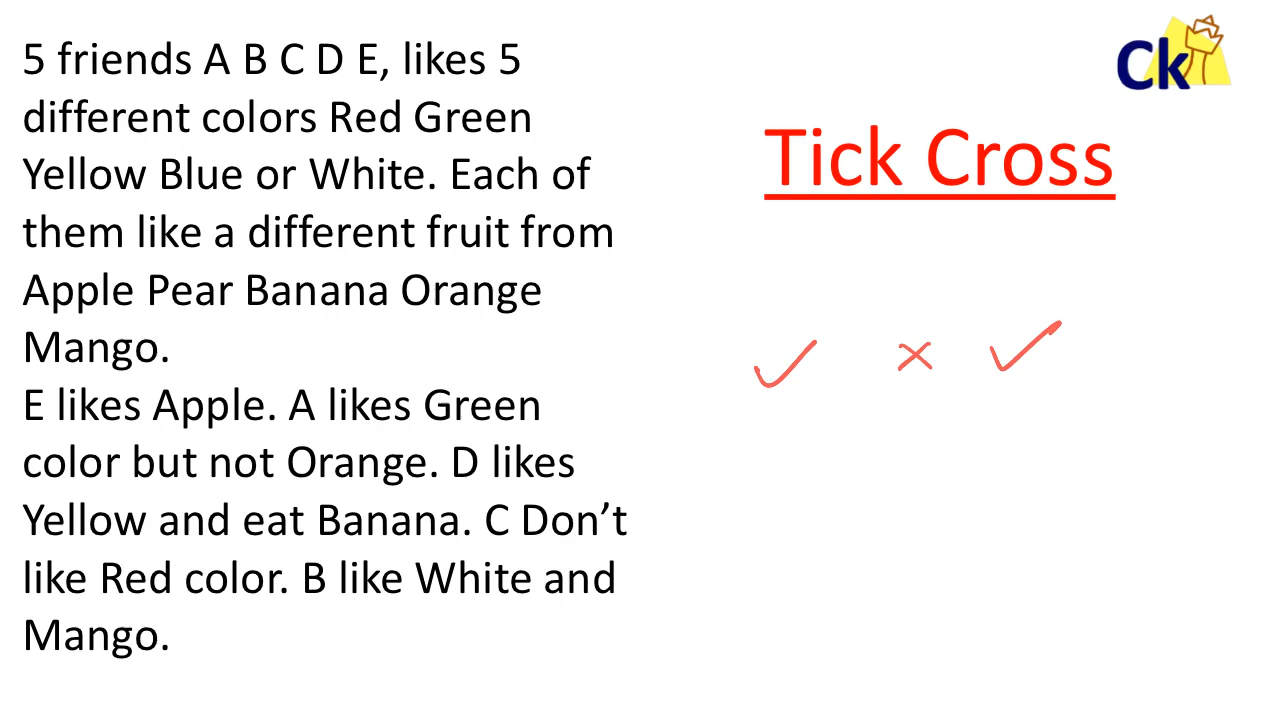 5 friends A B C D E, likes 5
different colors Red Green
Yellow Blue or White. Each of
them like a different fruit from
Apple Pear Banana Orange
Mango.
E likes Apple. A likes Green
color but not Orange. D likes
Yellow and eat Banana. C Don’t
like Red color. B like White and
Mango.
Ck
Tick Cross